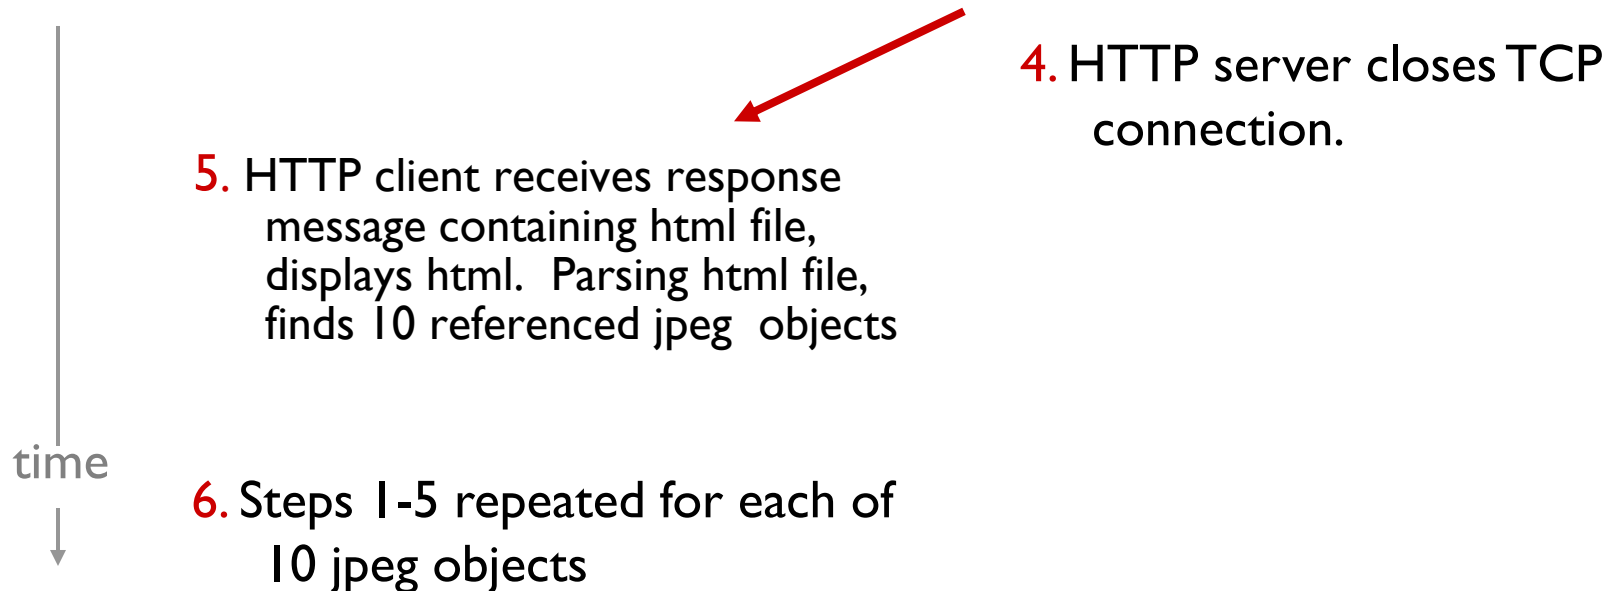 4. HTTP server closes TCP
connection.
5. HTTP client receives response
message containing html file,
displays html.  Parsing html file,
finds 10 referenced jpeg  objects
time
6. Steps 1-5 repeated for each of
10 jpeg objects